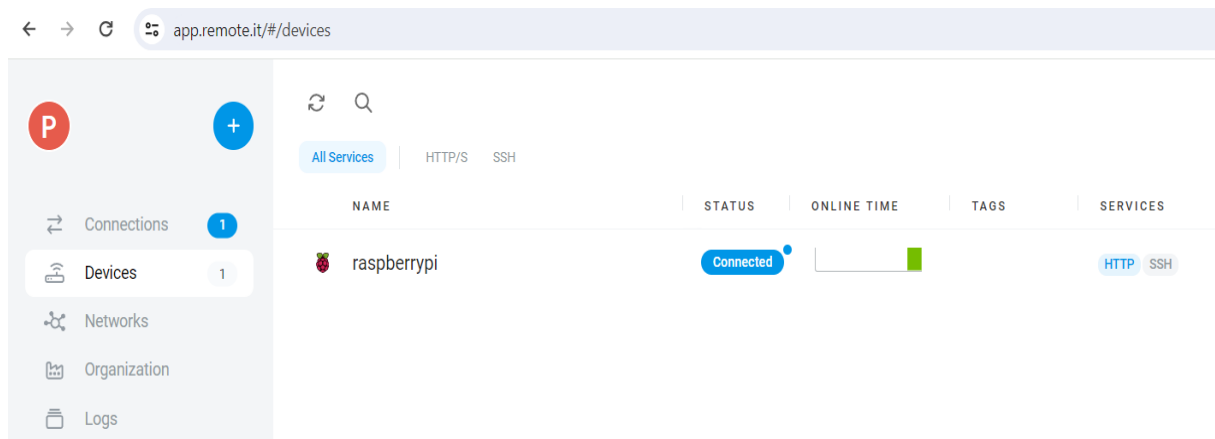 app.remote.it/#/devices
P
+
All Services HTTP/S SSH
NAME STATUS ONLINE TIME TAGS SERVICES
Connections 1
Devices 1
raspberrypi Connected HTTP SSH
Networks
Organization
Logs